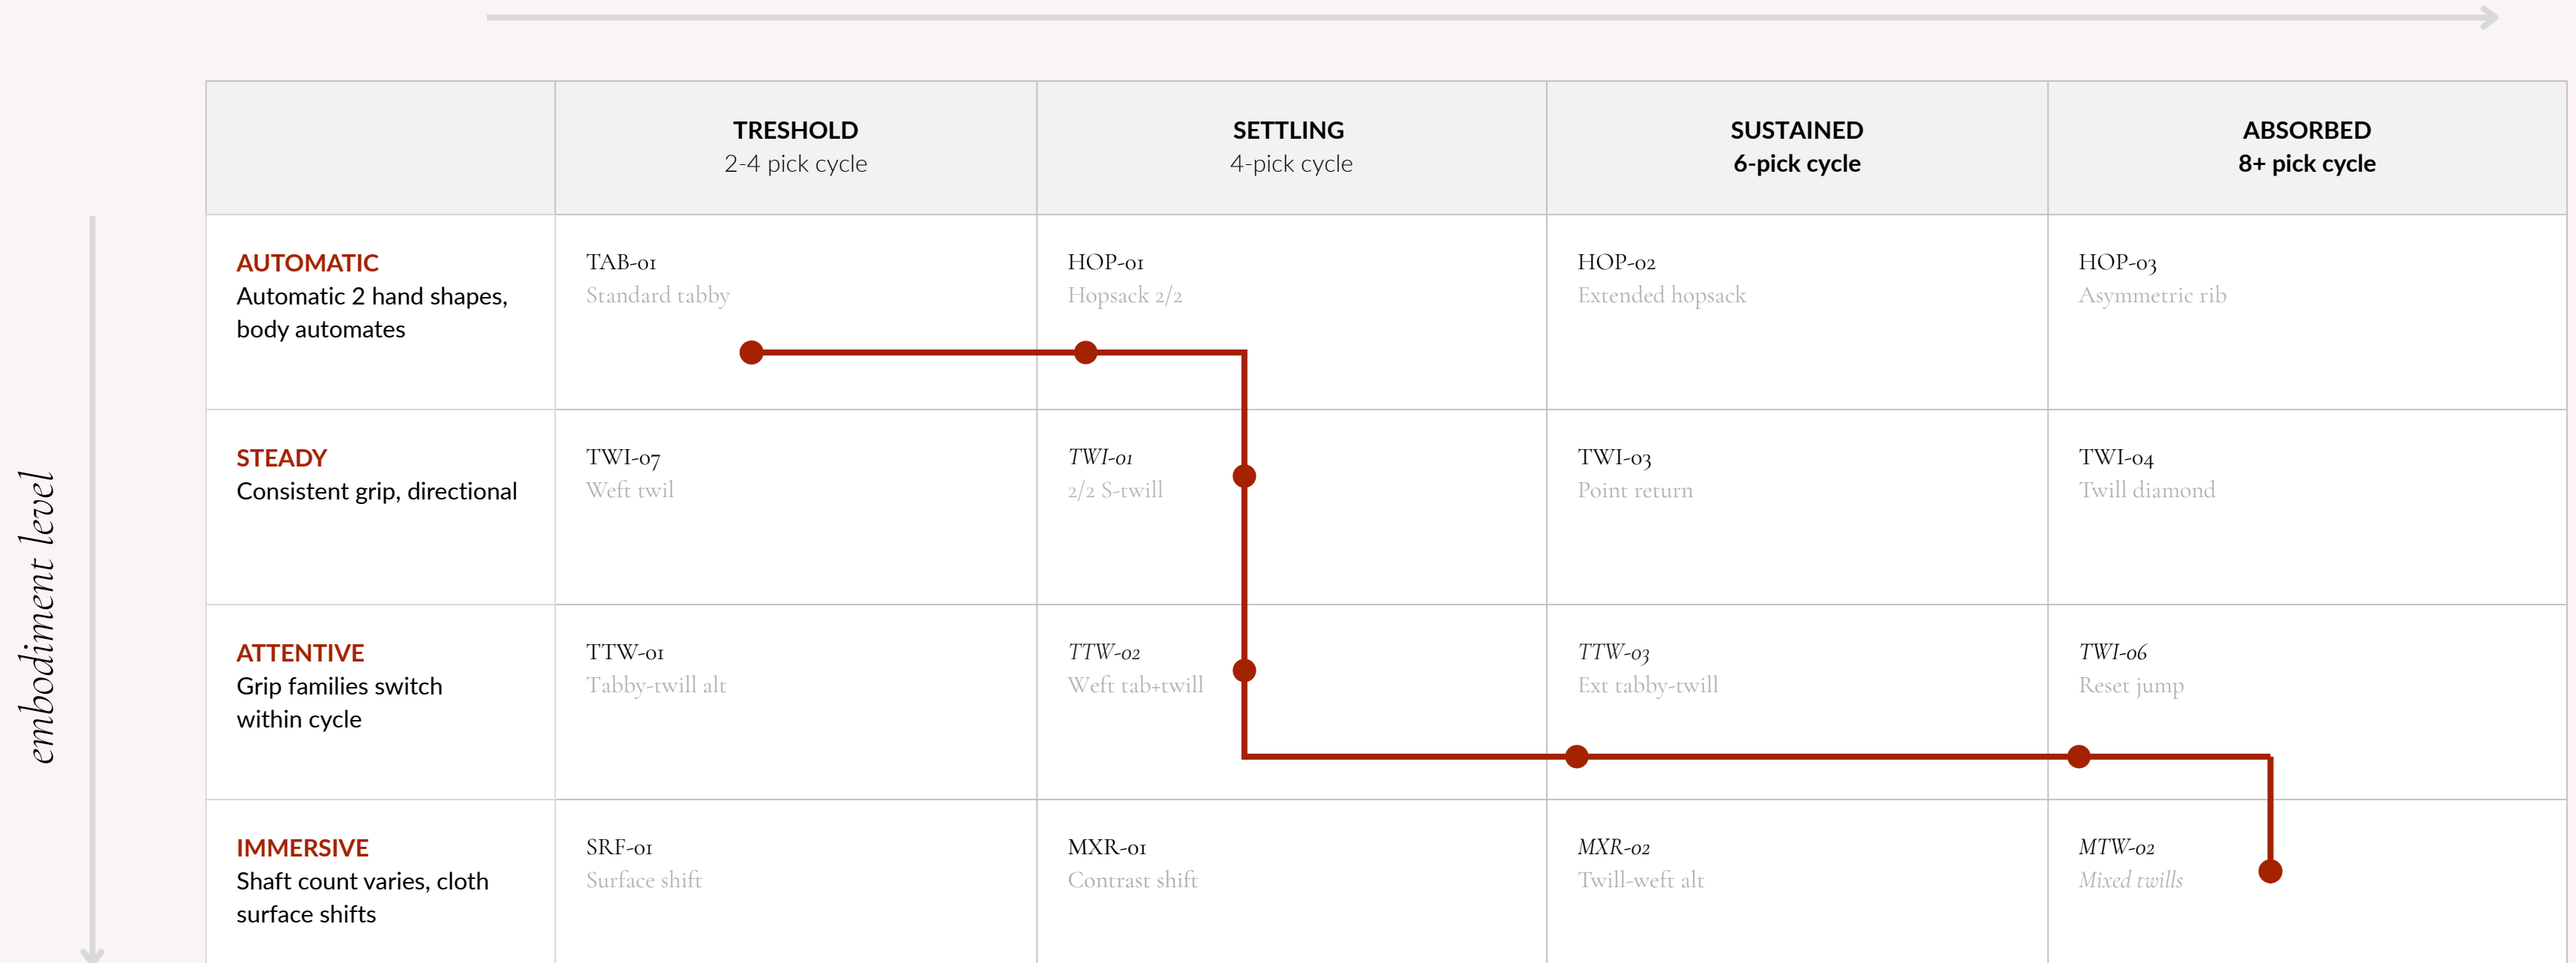 TRESHOLD
2-4 pick cycle
SETTLING
4-pick cycle
SUSTAINED
6-pick cycle
ABSORBED
8+ pick cycle
embodiment level
AUTOMATIC
Automatic 2 hand shapes,
body automates
TAB-01
Standard tabby
HOP-01
Hopsack 2/2
HOP-02
Extended hopsack
HOP-03
Asymmetric rib
STEADY
Consistent grip, directional
TWI-07
Weft twil
TWI-01
2/2 S-twill
TWI-03
Point return
TWI-04
Twill diamond
ATTENTIVE
Grip families switch
within cycle
TTW-01
Tabby-twill alt
TTW-02
Weft tab+twill
TTW-03
Ext tabby-twill
TWI-06
Reset jump
IMMERSIVE
Shaft count varies, cloth
surface shifts
SRF-01
Surface shift
MXR-01
Contrast shift
MXR-02
Twill-weft alt
MTW-02
Mixed twills